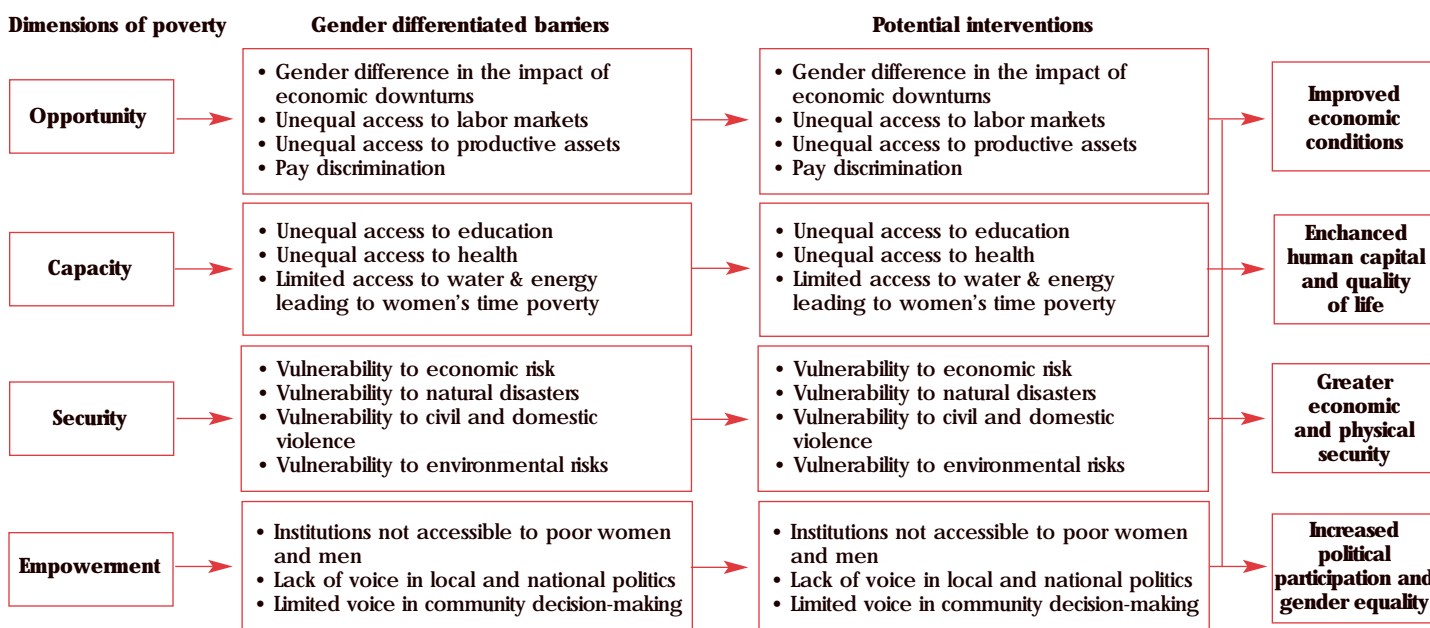 Dimensions of poverty
Gender differentiated barriers
Potential interventions
Opportunity
• Gender difference in the impact of
economic downturns
• Unequal access to labor markets
• Unequal access to productive assets
• Pay discrimination
• Gender difference in the impact of
economic downturns
• Unequal access to labor markets
• Unequal access to productive assets
• Pay discrimination
Improved
economic
conditions
Capacity
• Unequal access to education
• Unequal access to health
• Limited access to water & energy
leading to women’s time poverty
• Unequal access to education
• Unequal access to health
• Limited access to water & energy
leading to women’s time poverty
Enchanced
human capital
and quality
of life
Security
• Vulnerability to economic risk
• Vulnerability to natural disasters
• Vulnerability to civil and domestic
violence
• Vulnerability to environmental risks
• Vulnerability to economic risk
• Vulnerability to natural disasters
• Vulnerability to civil and domestic
violence
• Vulnerability to environmental risks
Greater
economic
and physical
security
Empowerment
• Institutions not accessible to poor women
and men
• Lack of voice in local and national politics
• Limited voice in community decision-making
• Institutions not accessible to poor women
and men
• Lack of voice in local and national politics
• Limited voice in community decision-making
Increased
political
participation and
gender equality